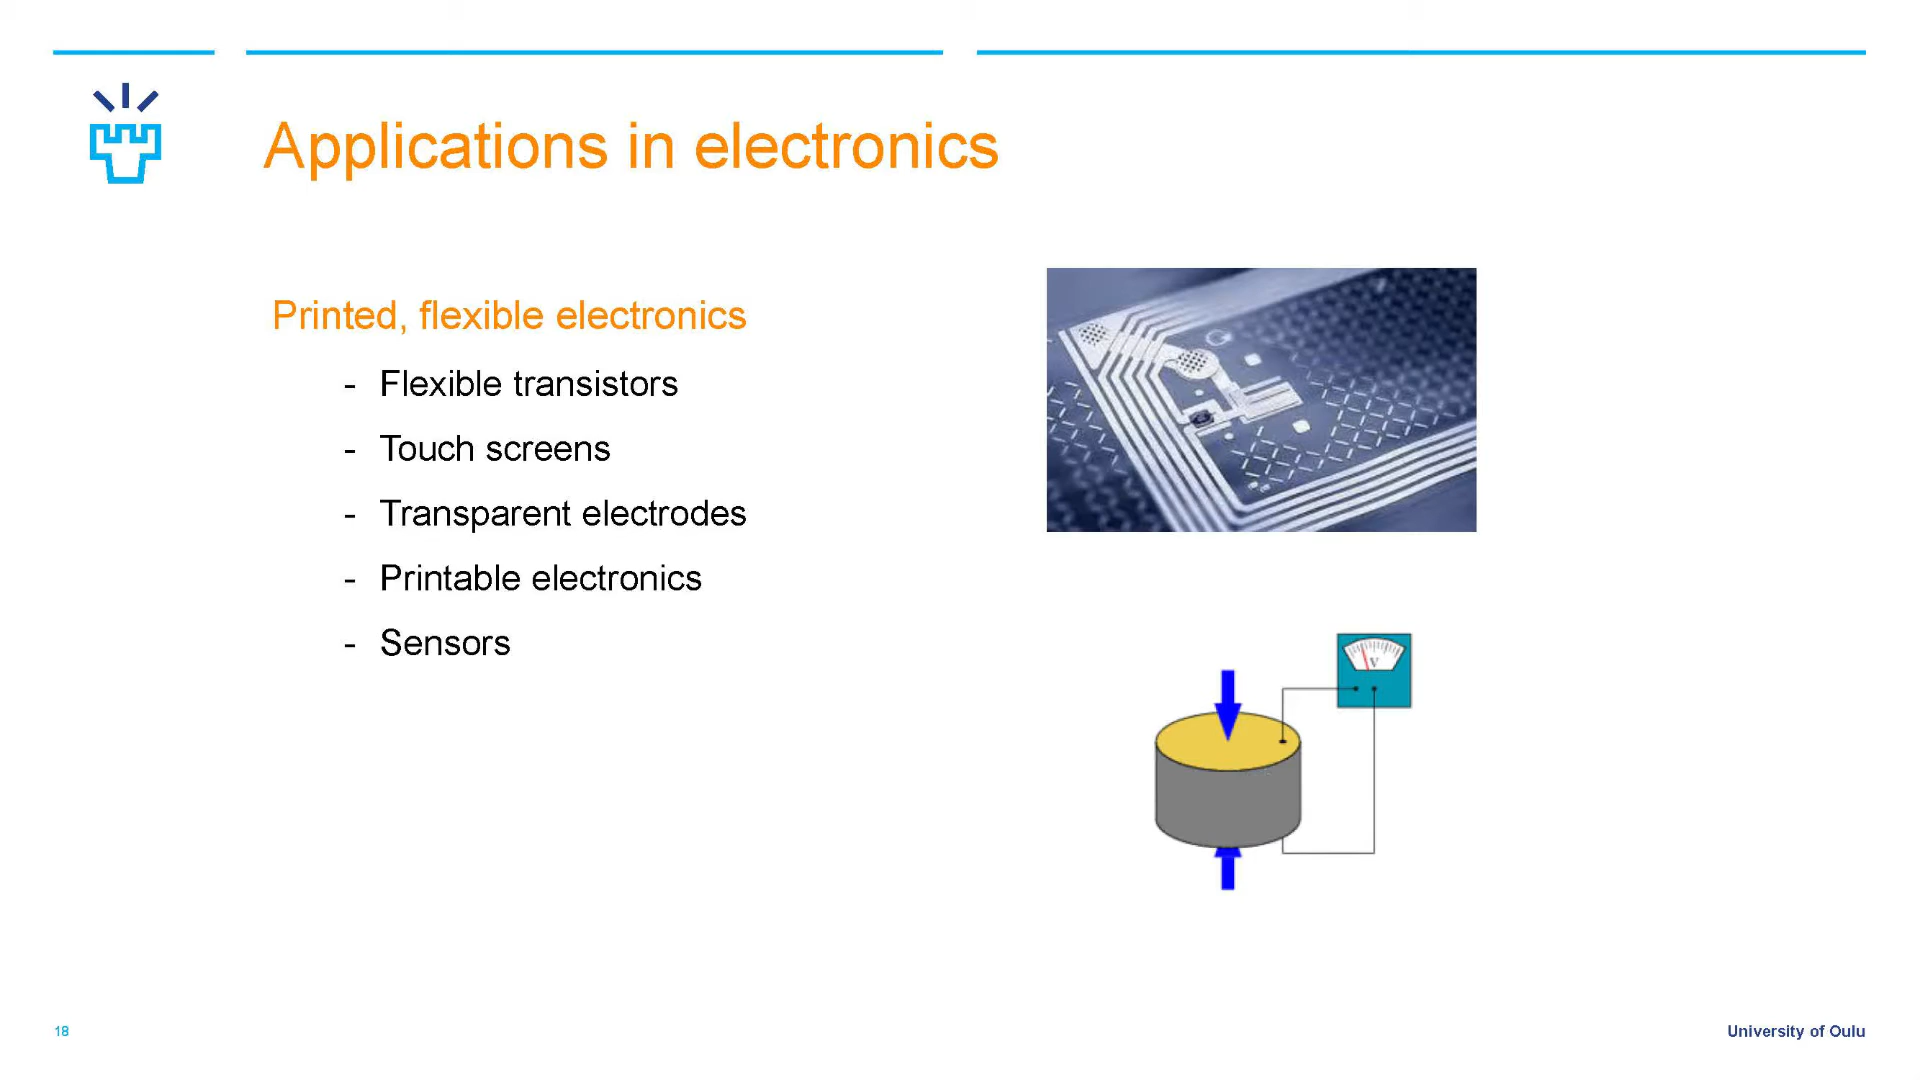 Applications in electronics
Printed, flexible electronics
- Flexible transistors
- Touch screens
- Transparent electrodes
- Printable electronics
- Sensors
V
18
University of Oulu